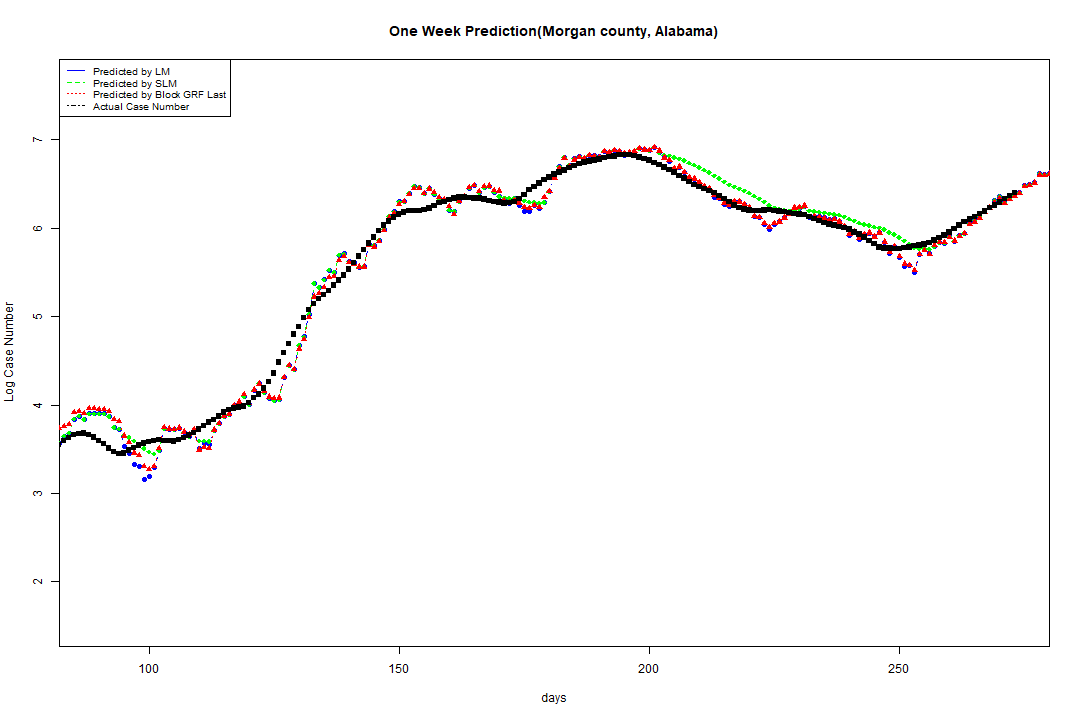 One Week Prediction(Morgan county, Alabama)
Predicted by LM
Predicted by SLM
Predicted by Block GRF Last
Actual Case Number
Log Case Number
7
6
5
4
3
2
100 150 200 250
days